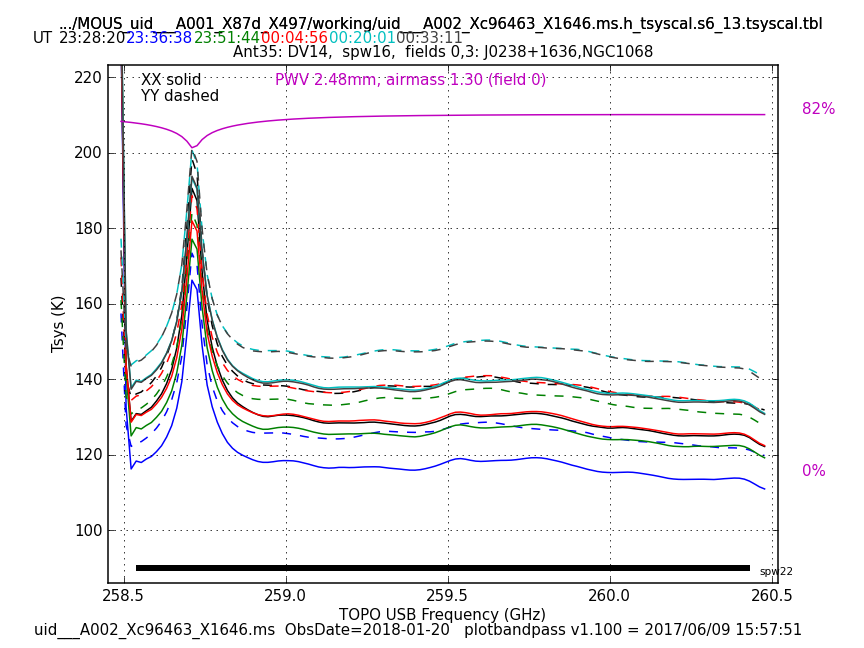 .../MOUS_uid___A001_X87d_X497/working/uid___A002_Xc96463_X1646.ms.h_tsyscal.s6_13.tsyscal.tbl
UT 23:28:20 23:36:38 23:51:44 00:04:56 00:20:01 00:33:11
Ant35: DV14, spw16, fields 0,3: J0238+1636,NGC1068
XX solid
YY dashed
PWV 2.48mm, airmass 1.30 (field 0)
82%
0%
220
200
180
160
140
120
100
Tsys (K)
spw22
258.5 259.0 259.5 260.0 260.5
TOPO USB Frequency (GHz)
uid___A002_Xc96463_X1646.ms ObsDate=2018-01-20 plotbandpass v1.100 = 2017/06/09 15:57:51